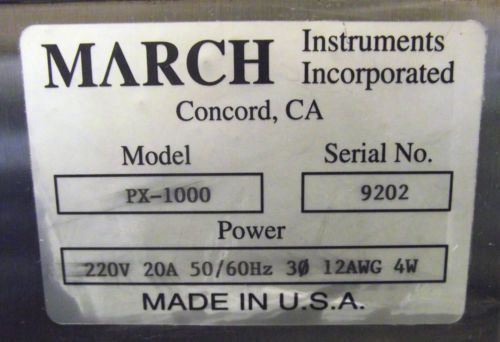 MARCH Instruments Incorporated
Concord, CA
Model Serial No.
PX-1000 9202
Power
220V 20A 50/60Hz 3Ø 12AWG 4W
MADE IN U.S.A.